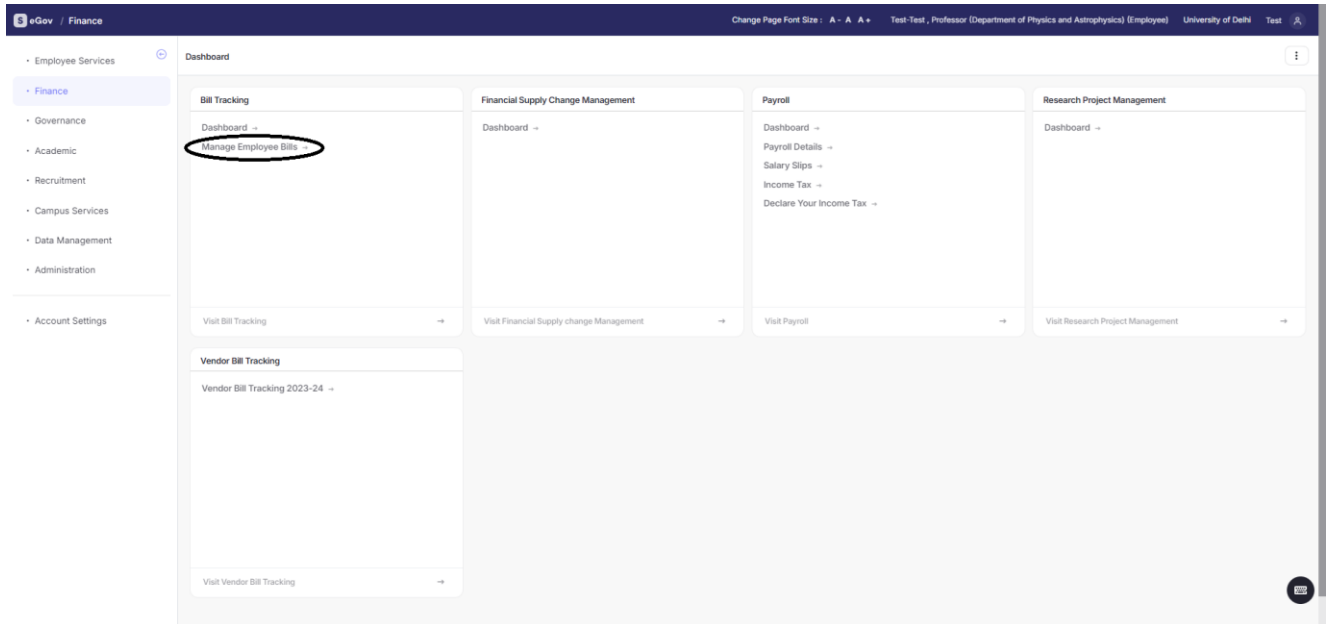 S eGov / Finance
Change Page Font Size : A - A A + Test-Test , Professor (Department of Physics and Astrophysics) (Employee) University of Delhi Test
Employee Services
Finance
Governance
Academic
Recruitment
Campus Services
Data Management
Administration
Account Settings
Dashboard
Bill Tracking
Dashboard →
Manage Employee Bills →
Visit Bill Tracking →
Financial Supply Change Management
Dashboard →
Visit Financial Supply change Management →
Payroll
Dashboard →
Payroll Details →
Salary Slips →
Income Tax →
Declare Your Income Tax →
Visit Payroll →
Research Project Management
Dashboard →
Visit Research Project Management →
Vendor Bill Tracking
Vendor Bill Tracking 2023-24 →
Visit Vendor Bill Tracking →